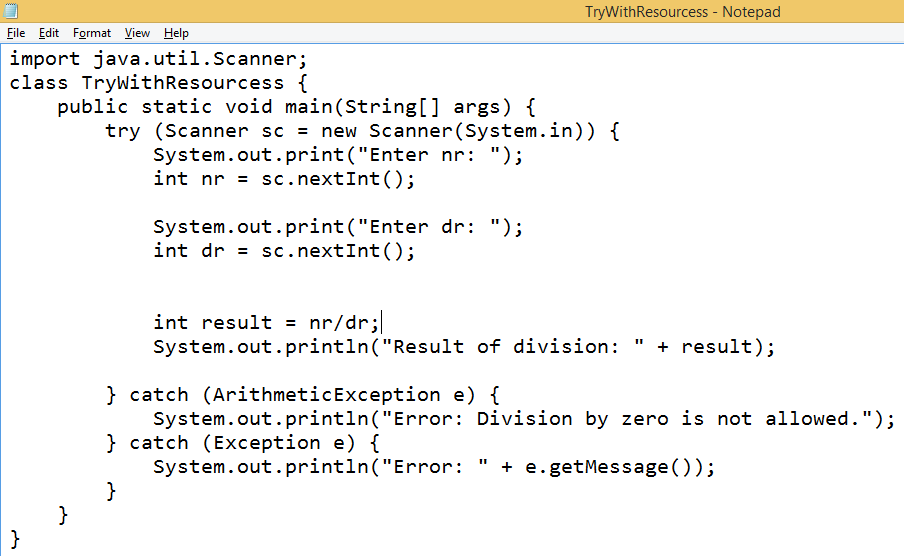 TryWithResourcess - Notepad
File Edit Format View Help
import java.util.Scanner;
class TryWithResourcess {
    public static void main(String[] args) {
        try (Scanner sc = new Scanner(System.in)) {
            System.out.print("Enter nr: ");
            int nr = sc.nextInt();

            System.out.print("Enter dr: ");
            int dr = sc.nextInt();


            int result = nr/dr;
            System.out.println("Result of division: " + result);

        } catch (ArithmeticException e) {
            System.out.println("Error: Division by zero is not allowed.");
        } catch (Exception e) {
            System.out.println("Error: " + e.getMessage());
        }
    }
}